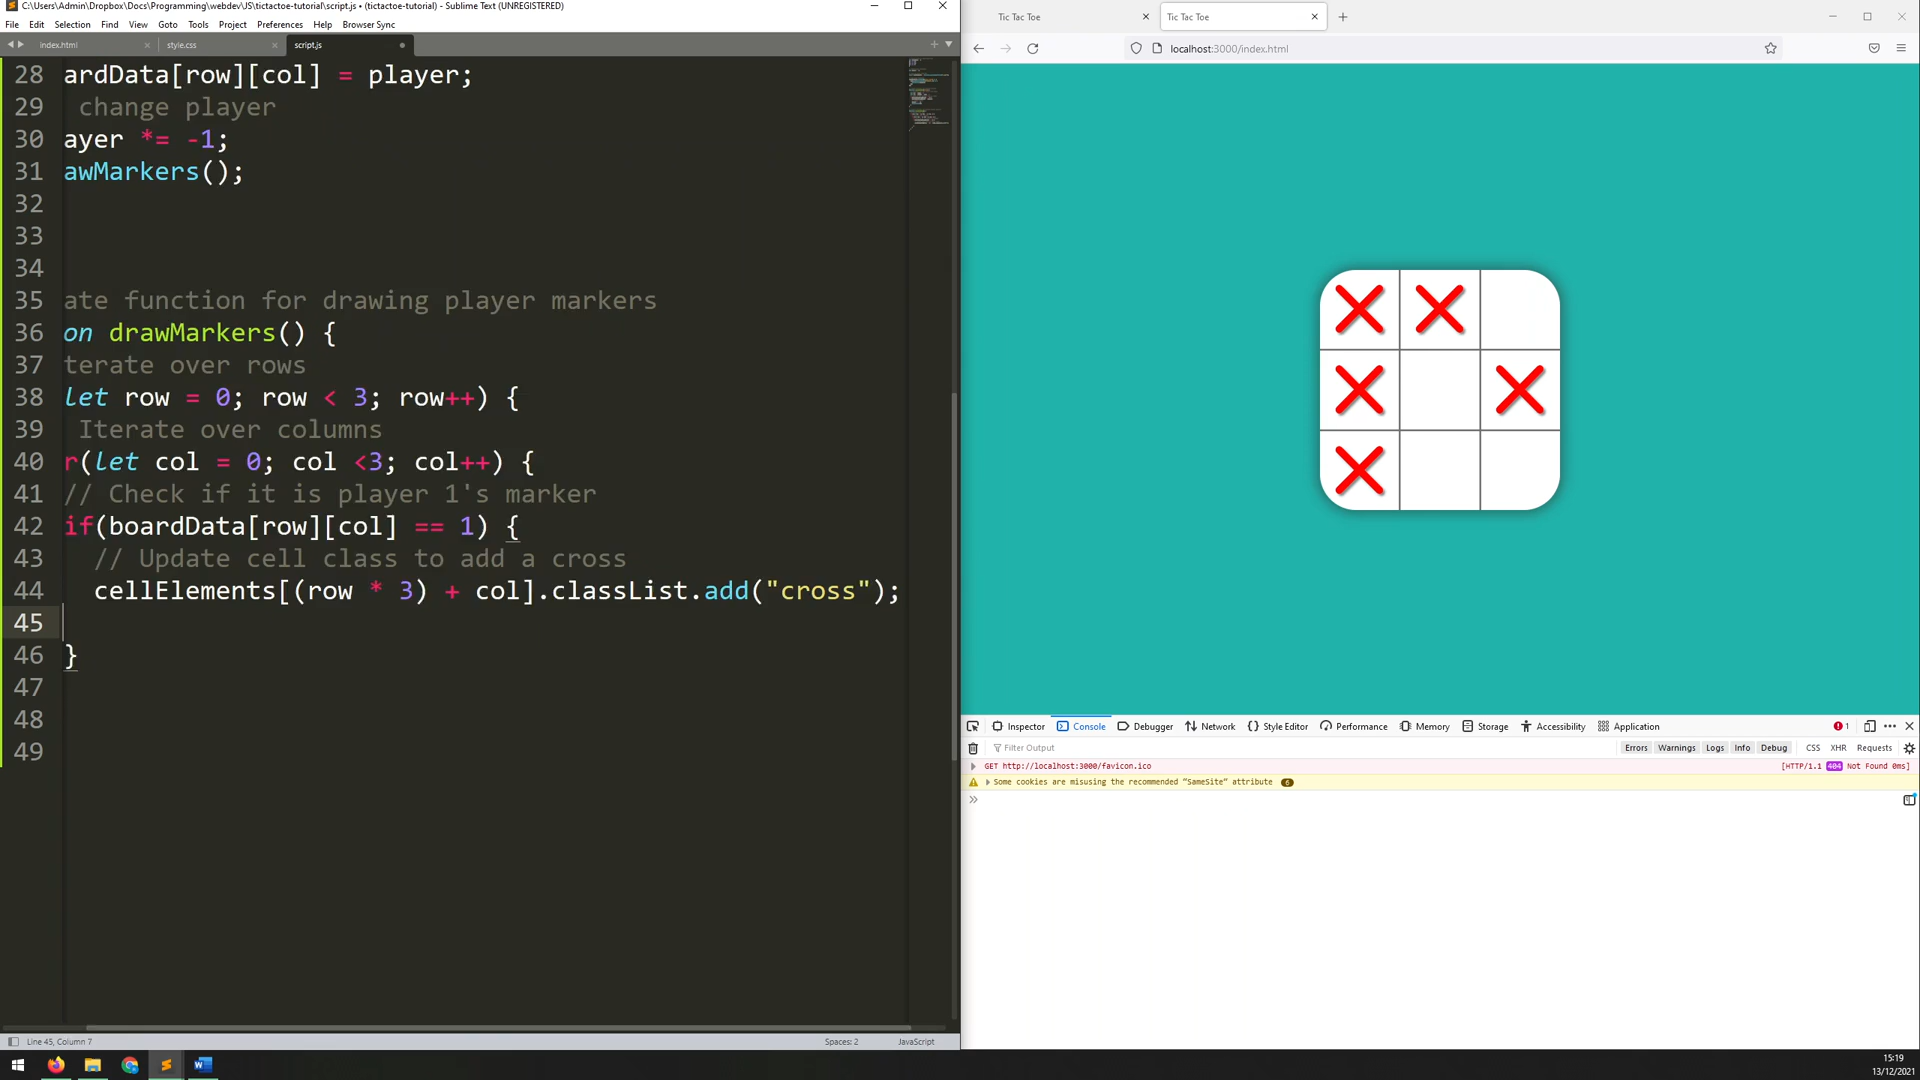 C:\Users\Admin\Dropbox\Docs\Programming\webdev\JS\tictactoe-tutorial\script.js • (tictactoe-tutorial) - Sublime Text (UNREGISTERED)
File Edit Selection Find View Goto Tools Project Preferences Help Browser Sync
index.html style.css script.js
28 ardData[row][col] = player;
29 change player
30 ayer *= -1;
31 awMarkers();
32
33
34
35 ate function for drawing player markers
36 on drawMarkers() {
37 terate over rows
38 let row = 0; row < 3; row++) {
39 Iterate over columns
40 r(let col = 0; col <3; col++) {
41 // Check if it is player 1's marker
42 if(boardData[row][col] == 1) {
43 // Update cell class to add a cross
44 cellElements[(row * 3) + col].classList.add("cross");
45
46 }
47
48
49
Line 45, Column 7 Spaces: 2 JavaScript
Tic Tac Toe Tic Tac Toe
localhost:3000/index.html
Inspector Console Debugger Network Style Editor Performance Memory Storage Accessibility Application 1
Filter Output Errors Warnings Logs Info Debug CSS XHR Requests
GET http://localhost:3000/favicon.ico [HTTP/1.1 404 Not Found 0ms]
Some cookies are misusing the recommended “SameSite“ attribute 6
15:19
13/12/2021